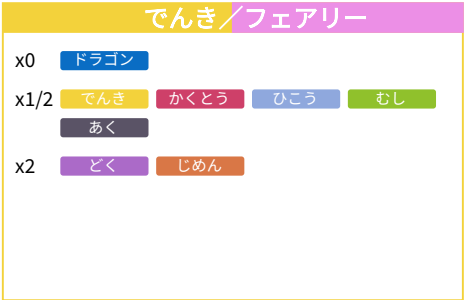 でんき／フェアリー
x0 ドラゴン
x1/2 でんき かくとう ひこう むし
あく
x2 どく じめん